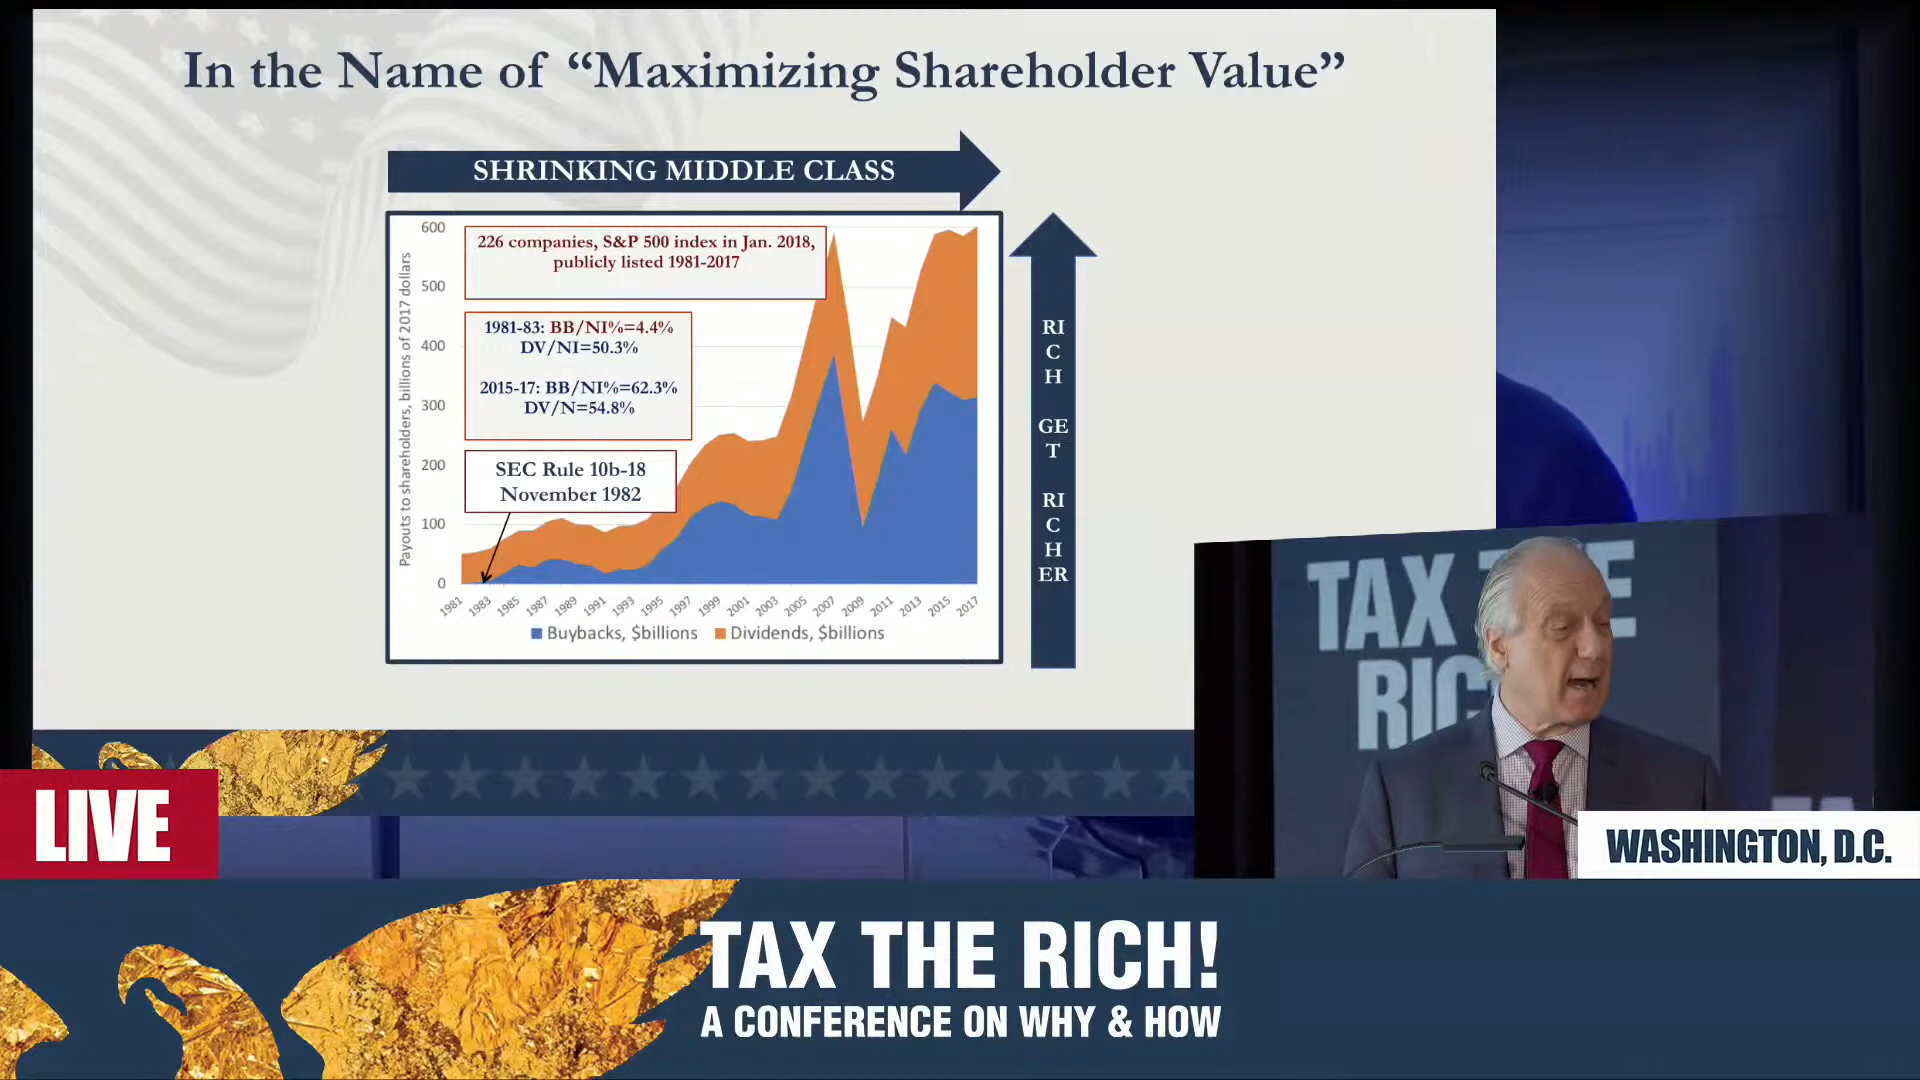 In the Name of “Maximizing Shareholder Value”
SHRINKING MIDDLE CLASS
226 companies, S&P 500 index in Jan. 2018,
publicly listed 1981-2017
1981-83: BB/NI%=4.4%
DV/NI=50.3%
2015-17: BB/NI%=62.3%
DV/N=54.8%
SEC Rule 10b-18
November 1982
Payouts to shareholders, billions of 2017 dollars
600
500
400
300
200
100
0
1981
1983
1985
1987
1989
1991
1993
1995
1997
1999
2001
2003
2005
2007
2009
2011
2013
2015
2017
Buybacks, $billions
Dividends, $billions
RI
C
H
GE
T
RI
C
H
ER
TAX
RIC
LIVE
WASHINGTON, D.C.
TAX THE RICH!
A CONFERENCE ON WHY & HOW